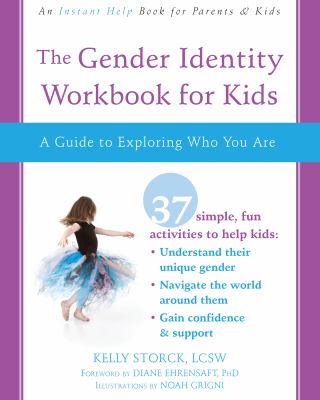 An Instant Help Book for Parents & Kids
The Gender Identity
Workbook for Kids
A Guide to Exploring Who You Are
37 simple, fun
activities to help kids:
• Understand their
unique gender
• Navigate the world
around them
• Gain confidence
& support
KELLY STORCK, LCSW
FOREWORD BY DIANE EHRENSAFT, PHD
ILLUSTRATIONS BY NOAH GRIGNI